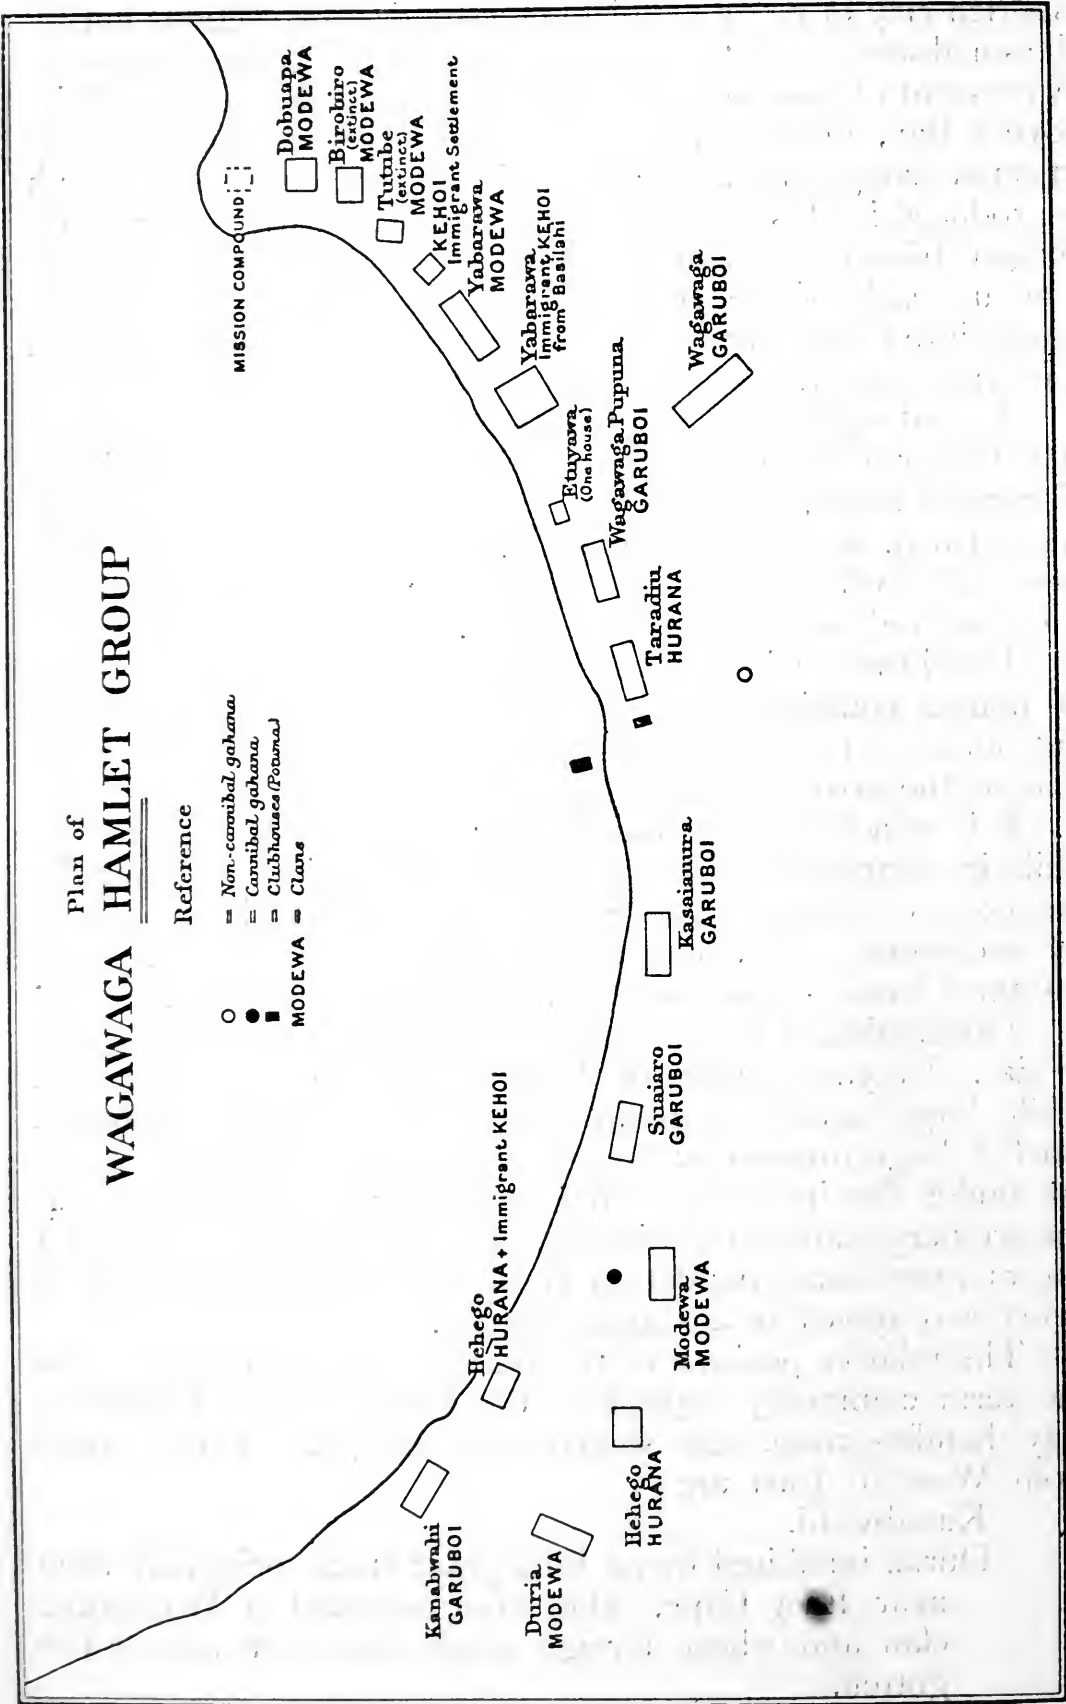 Plan of
WAGAWAGA HAMLET GROUP
Reference
= Non-cannibal gahana
= Cannibal gahana
= Clubhouses (Potuma)
MODEWA = Clans
MISSION COMPOUND
Dobuapa
MODEWA
Birobiro
(extinct)
MODEWA
Tutube
(extinct)
MODEWA
KEHOI
Immigrant Settlement
Yabarawa
MODEWA
Yabarawa
Immigrant KEHOI
from Basilahi
Wagawaga
GARUBOI
Etuyawa
(One house)
Wagawaga Pupuna
GARUBOI
Taradiu
HURANA
Kasaiaura
GARUBOI
Suaiaro
GARUBOI
Modewa
MODEWA
Hehego
HURANA + Immigrant KEHOI
Hehego
HURANA
Kanabwahi
GARUBOI
Duria
MODEWA